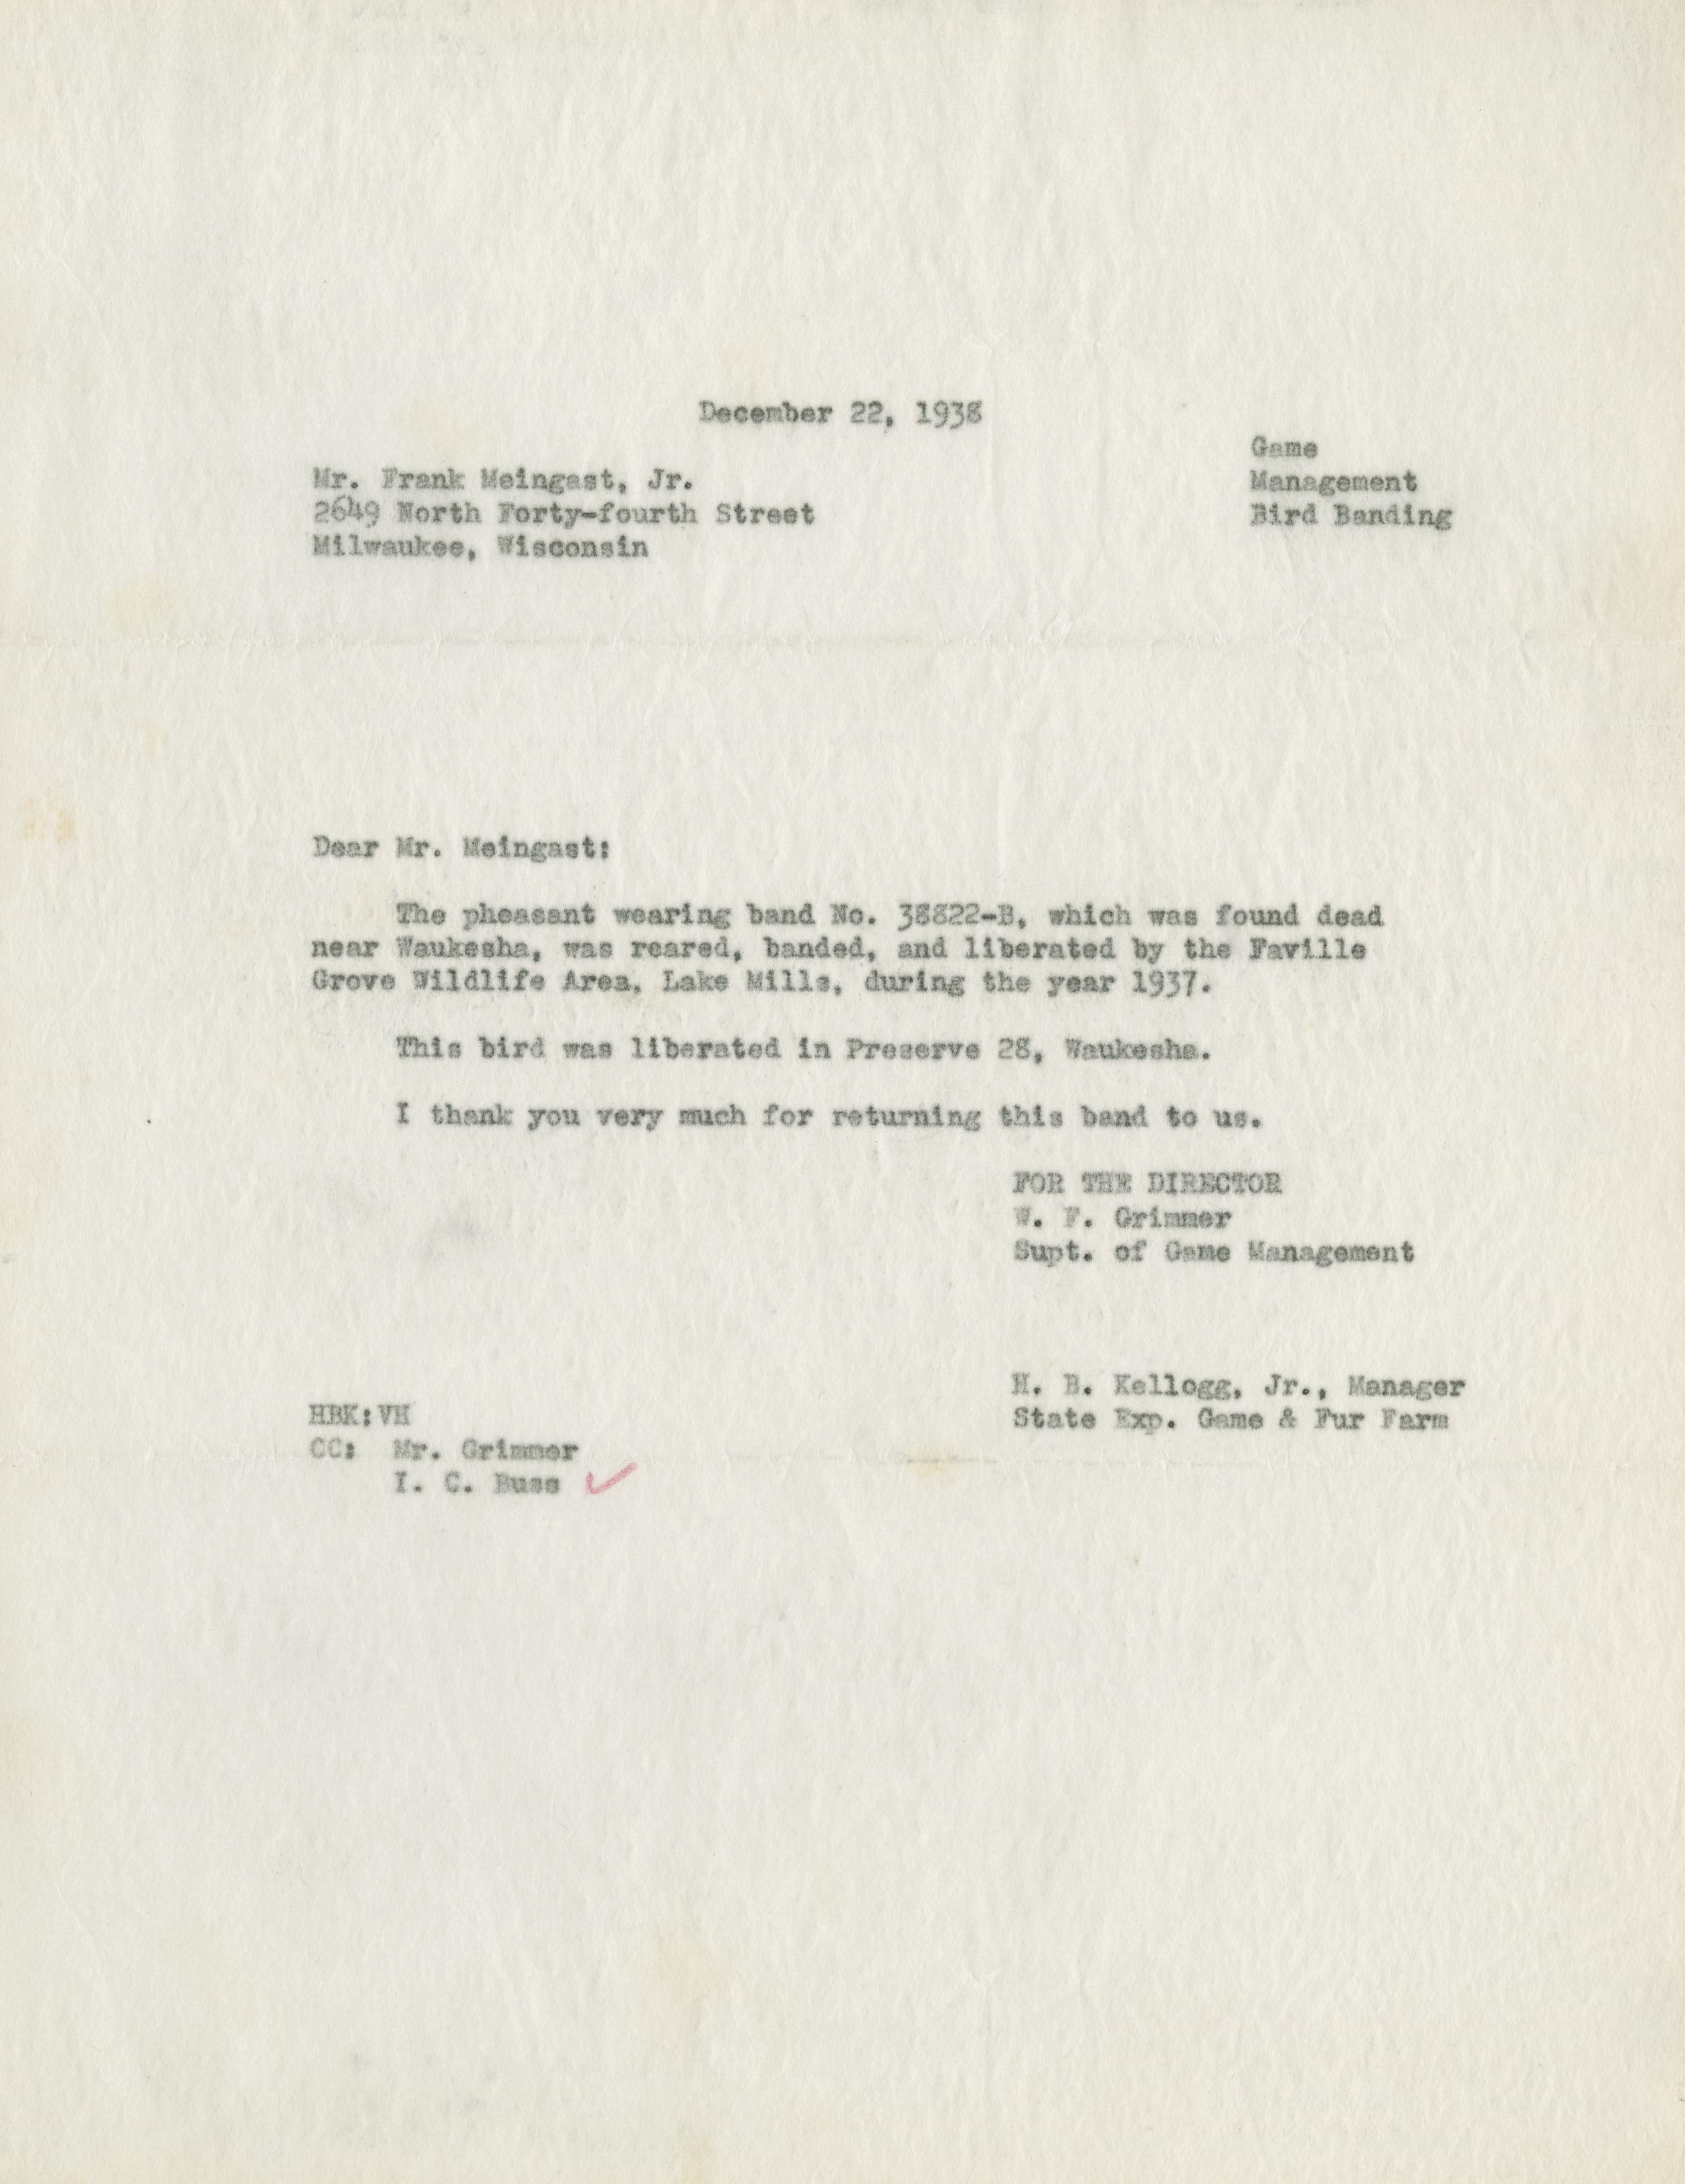 December 22, 1938
Game
Management
Bird Banding
Mr. Frank Meingast, Jr.
2649 North Forty-fourth Street
Milwaukee, Wisconsin
Dear Mr. Meingast:
The pheasant wearing band No. 38822-B, which was found dead
near Waukesha, was reared, banded, and liberated by the Faville
Grove Wildlife Area, Lake Mills, during the year 1937.
This bird was liberated in Preserve 28, Waukesha.
I thank you very much for returning this band to us.
FOR THE DIRECTOR
W. F. Grimmer
Supt. of Game Management
H. B. Kellogg, Jr., Manager
State Exp. Game & Fur Farm
HBK:VH
CC: Mr. Grimmer
I. C. Buss ✓